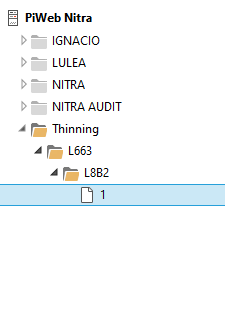 PiWeb Nitra
IGNACIO
LULEA
NITRA
NITRA AUDIT
Thinning
L663
L8B2
1